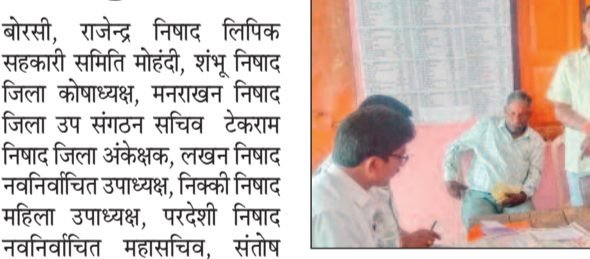 बोरसी, राजेन्द्र निषाद लिपिक
सहकारी समिति मोहंदी, शंभू निषाद
जिला कोषाध्यक्ष, मनराखन निषाद
जिला उप संगठन सचिव टेकराम
निषाद जिला अंकेक्षक, लखन निषाद
नवनिर्वाचित उपाध्यक्ष, निक्की निषाद
महिला उपाध्यक्ष, परदेशी निषाद
नवनिर्वाचित महासचिव, संतोष